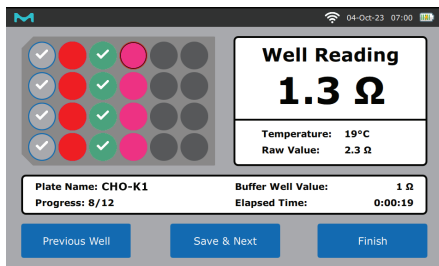 M
04-Oct-23 07:00
Well Reading
1.3 Ω
Temperature: 19°C
Raw Value: 2.3 Ω
Plate Name: CHO-K1
Buffer Well Value: 1 Ω
Progress: 8/12
Elapsed Time: 0:00:19
Previous Well
Save & Next
Finish